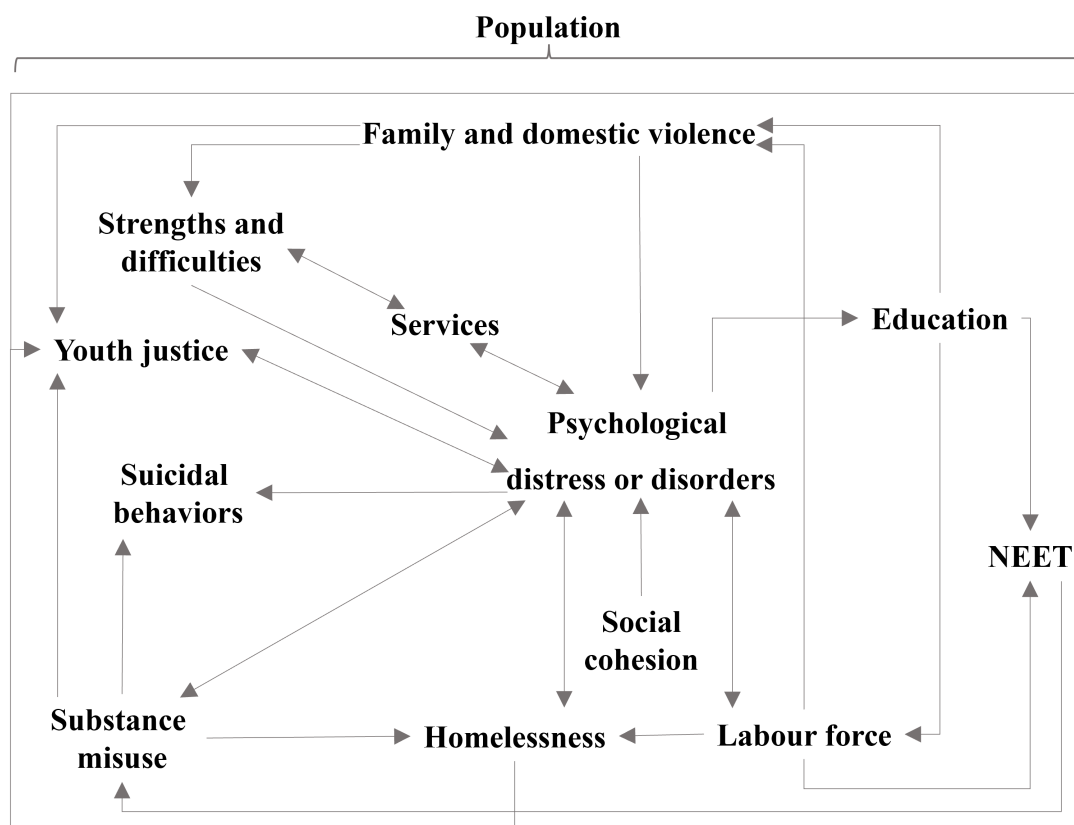 Population
Family and domestic violence
Strengths and
difficulties
Services
Education
Youth justice
Psychological
distress or disorders
Suicidal
behaviors
NEET
Social
cohesion
Substance
misuse
Homelessness
Labour force